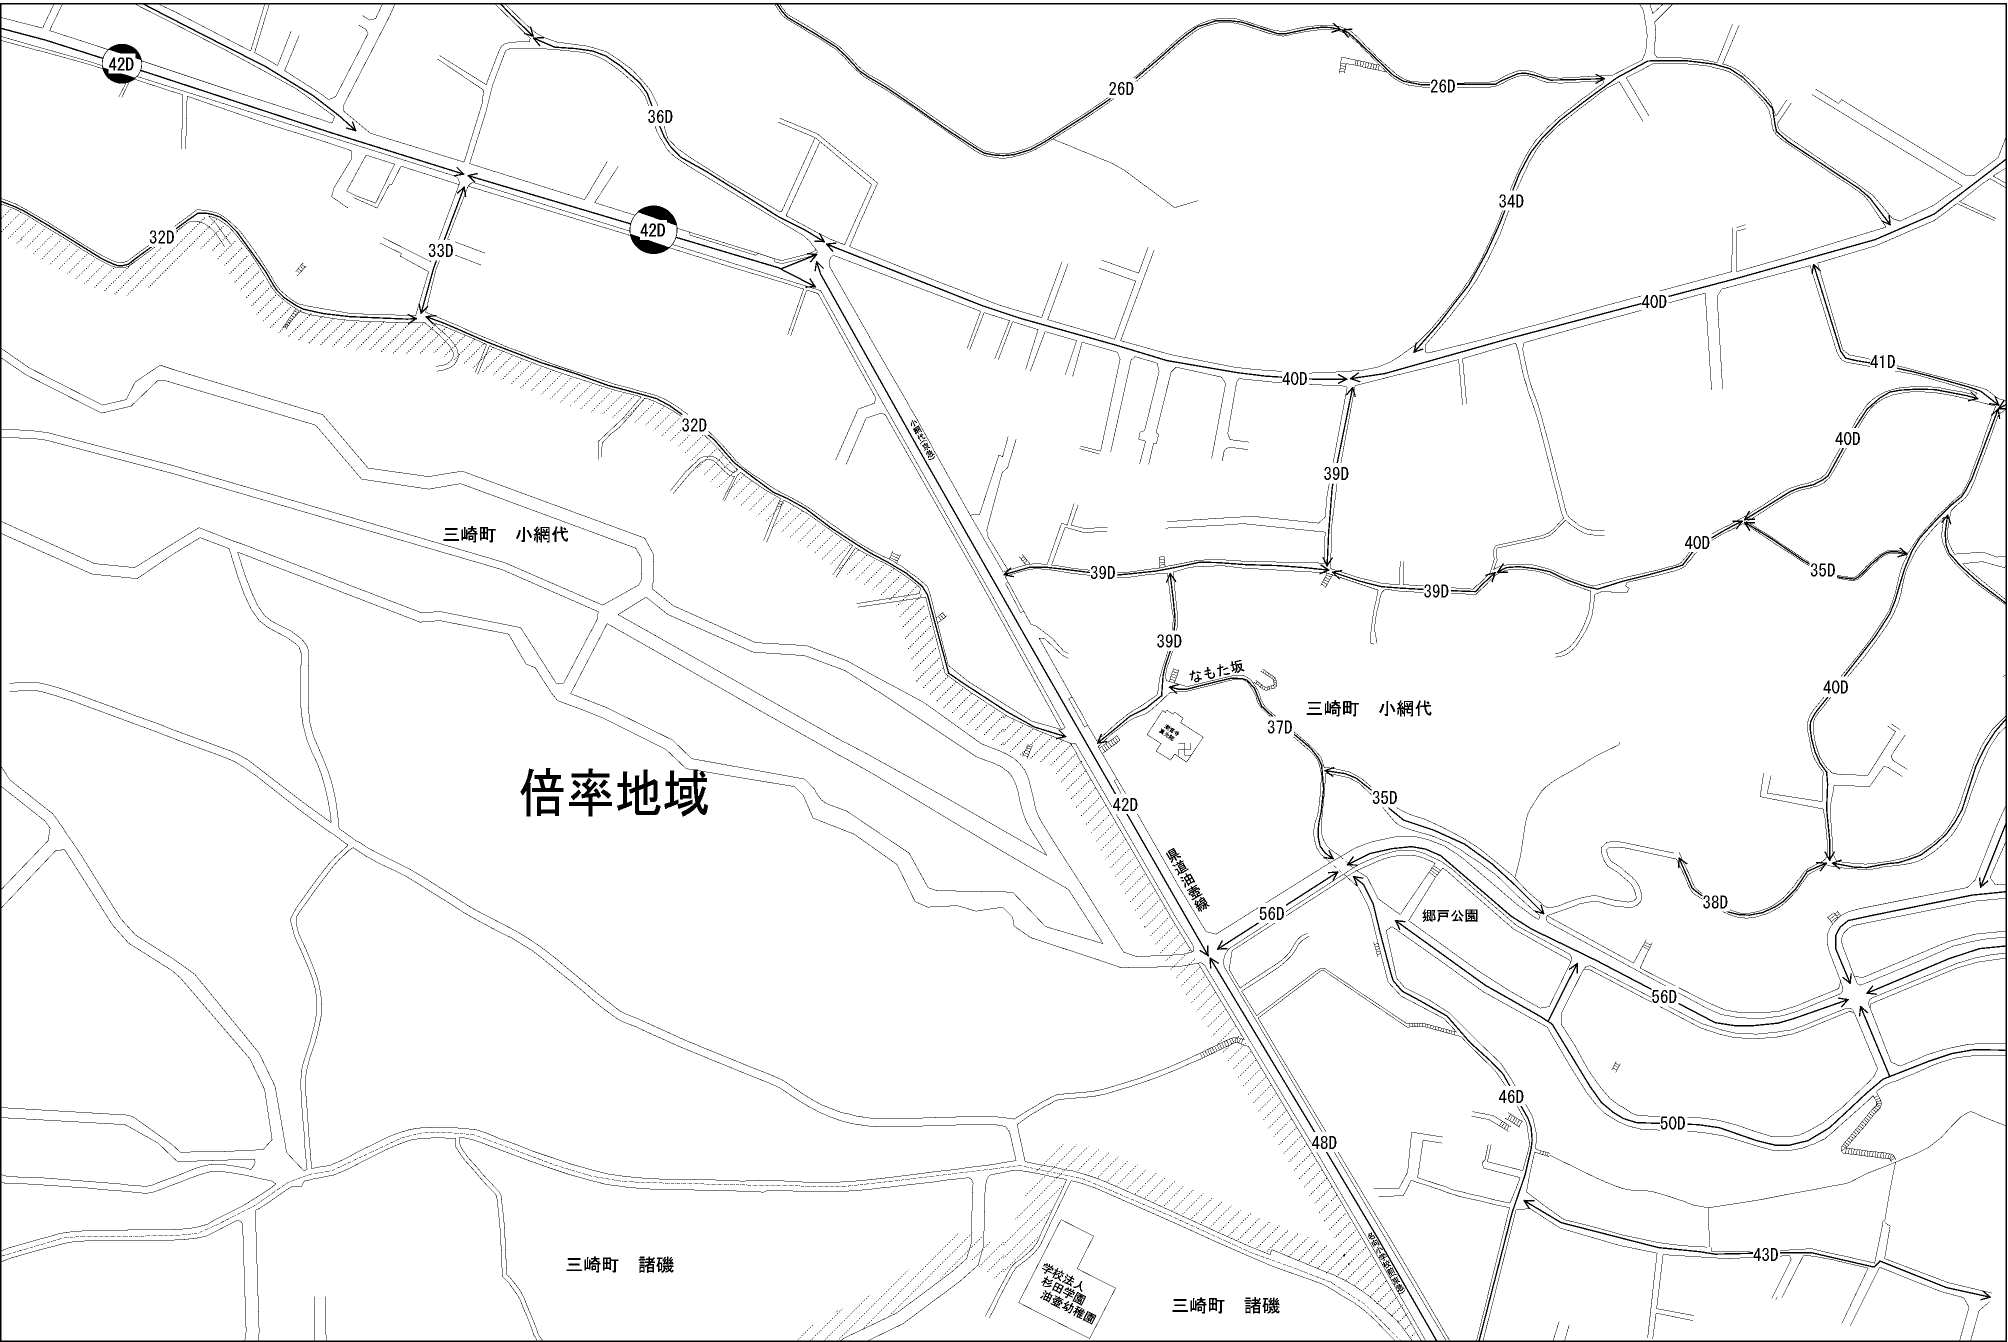 42D
26D
26D
36D
34D
42D
32D
33D
40D
41D
40D
32D
40D
39D
三崎町　小網代
40D
39D
35D
39D
39D
なもた坂
40D
三崎町　小網代
37D
倍率地域
42D
35D
県道油壺線
38D
56D
郷戸公園
56D
46D
50D
48D
43D
三崎町　諸磯
学校法人
杉田学園
油壺幼稚園
三崎町　諸磯